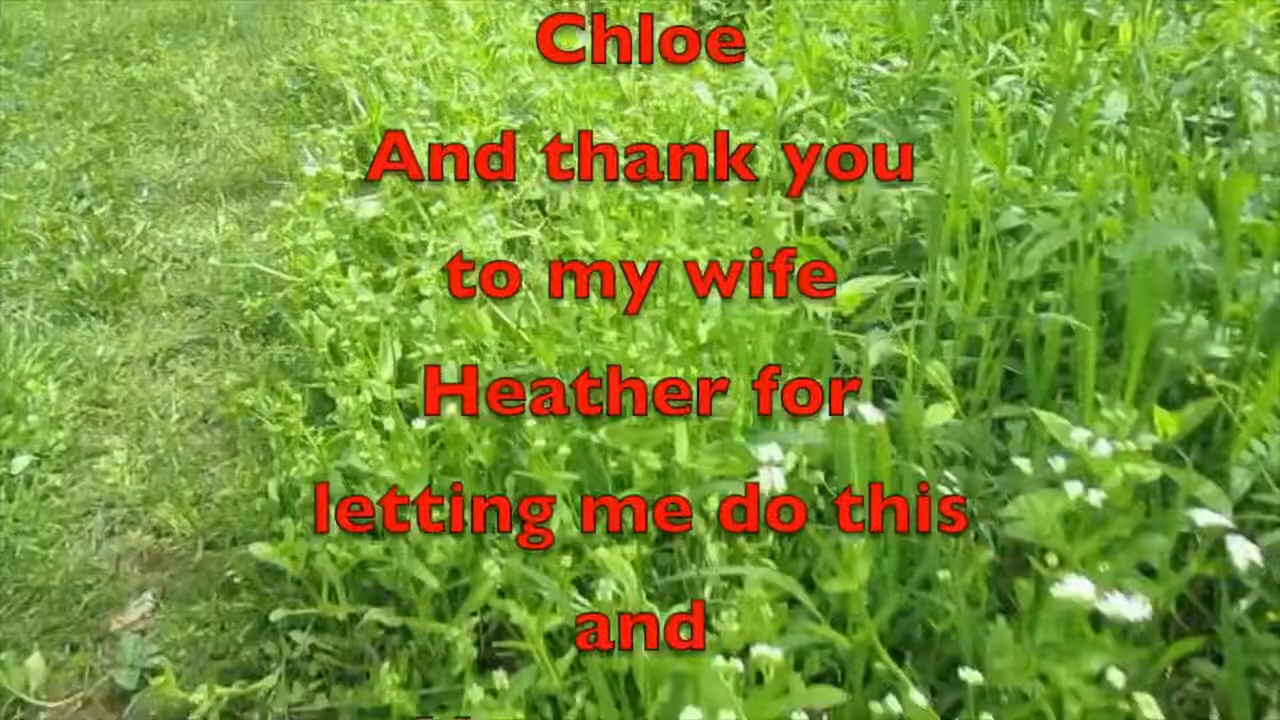 Chloe
And thank you
to my wife
Heather for
letting me do this
and